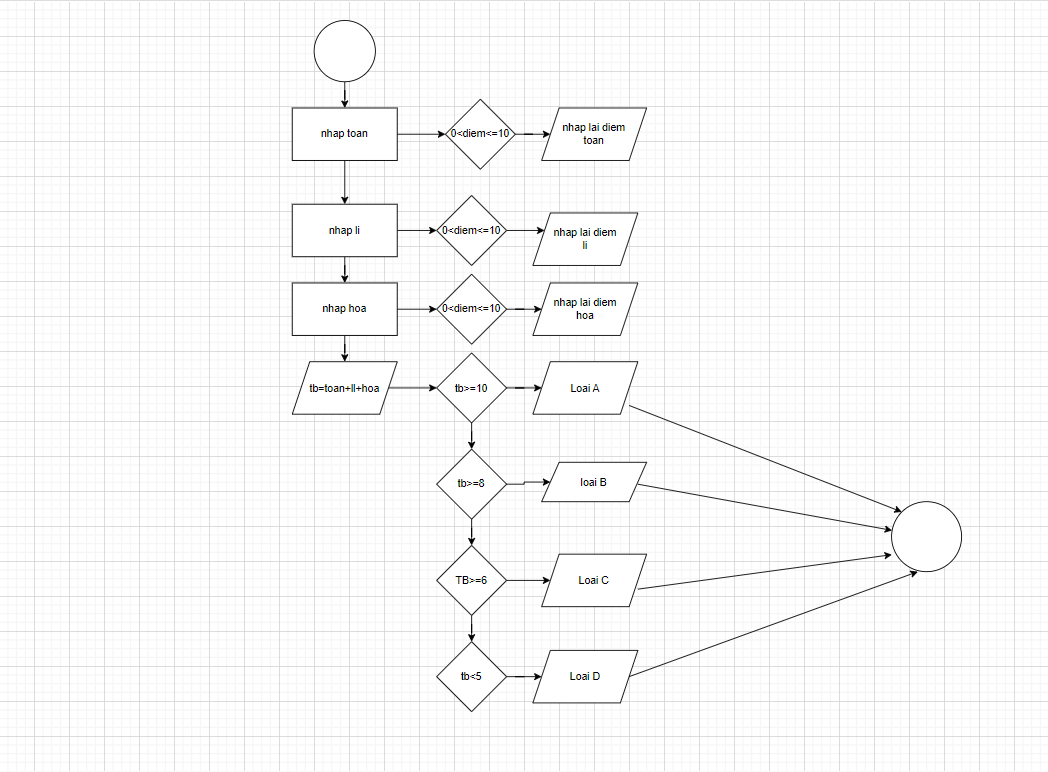 nhap toan
0<diem<=10
nhap lai diem
toan
nhap li
0<diem<=10
nhap lai diem
li
nhap hoa
0<diem<=10
nhap lai diem
hoa
tb=toan+lI+hoa
tb>=10
Loai A
tb>=8
loai B
TB>=6
Loai C
tb<5
Loai D